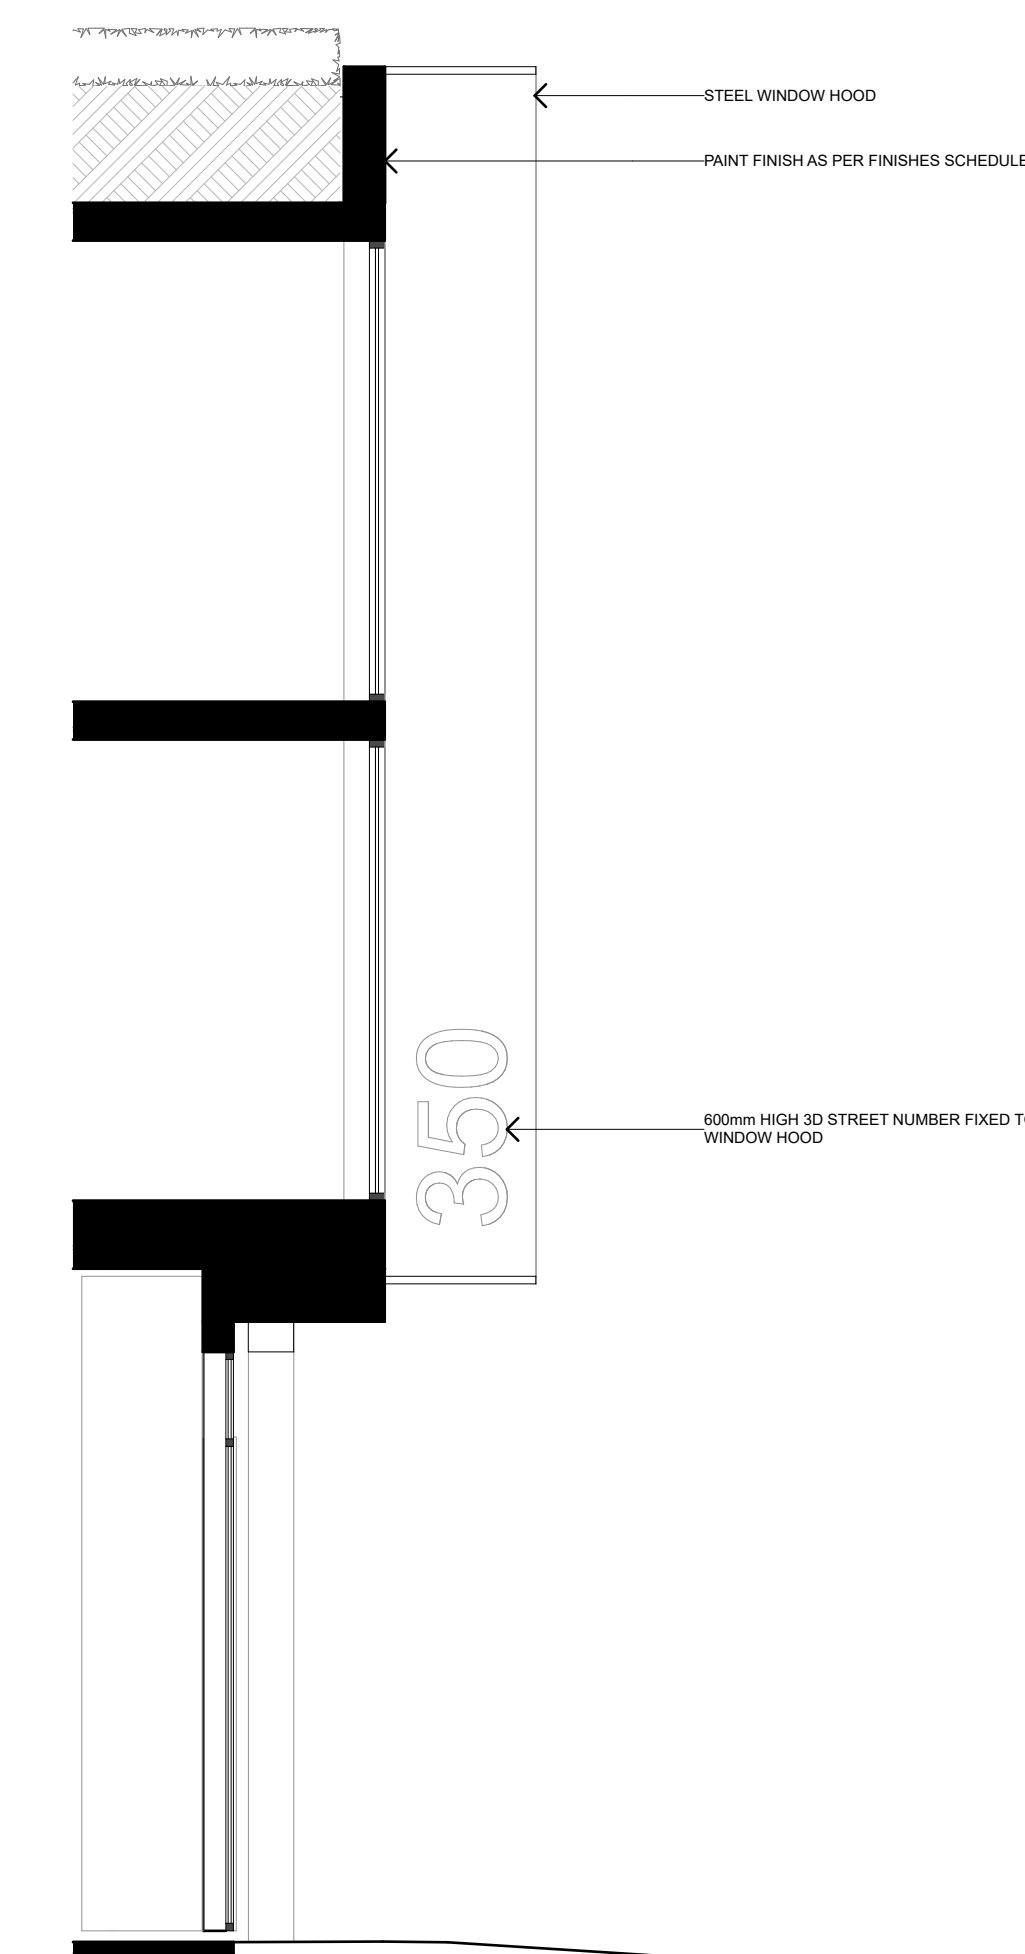 STEEL WINDOW HOOD
PAINT FINISH AS PER FINISHES SCHEDULE
350
600mm HIGH 3D STREET NUMBER FIXED TO
WINDOW HOOD